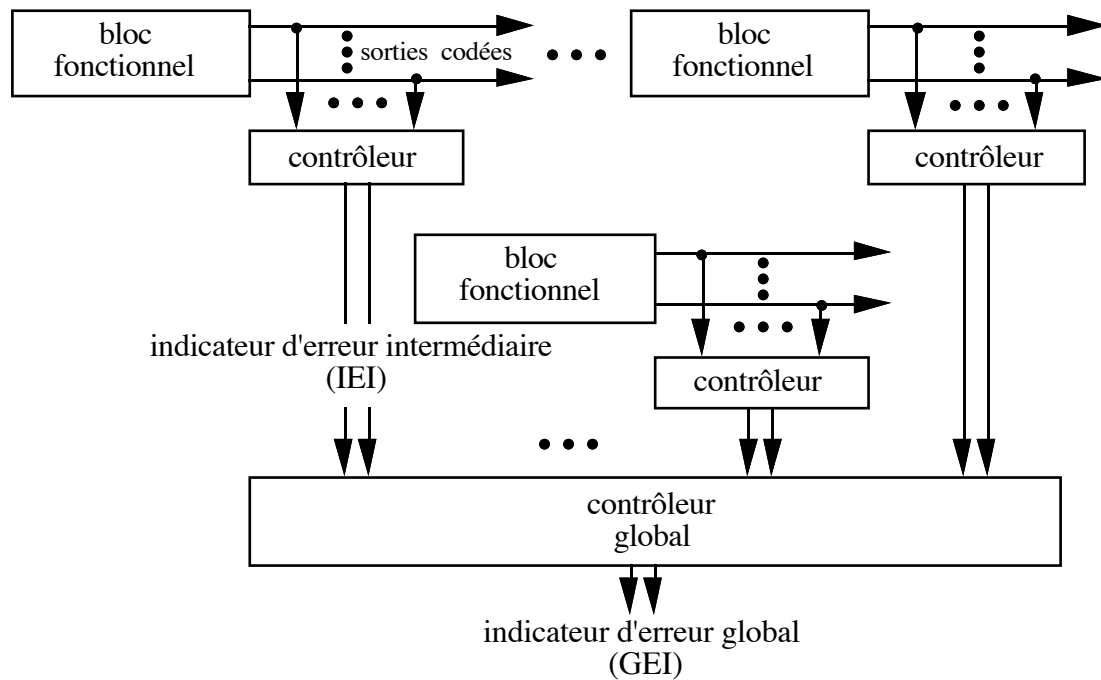 bloc
fonctionnel
sorties codées
bloc
fonctionnel
contrôleur
contrôleur
bloc
fonctionnel
indicateur d'erreur intermédiaire
(IEI)
contrôleur
contrôleur
global
indicateur d'erreur global
(GEI)